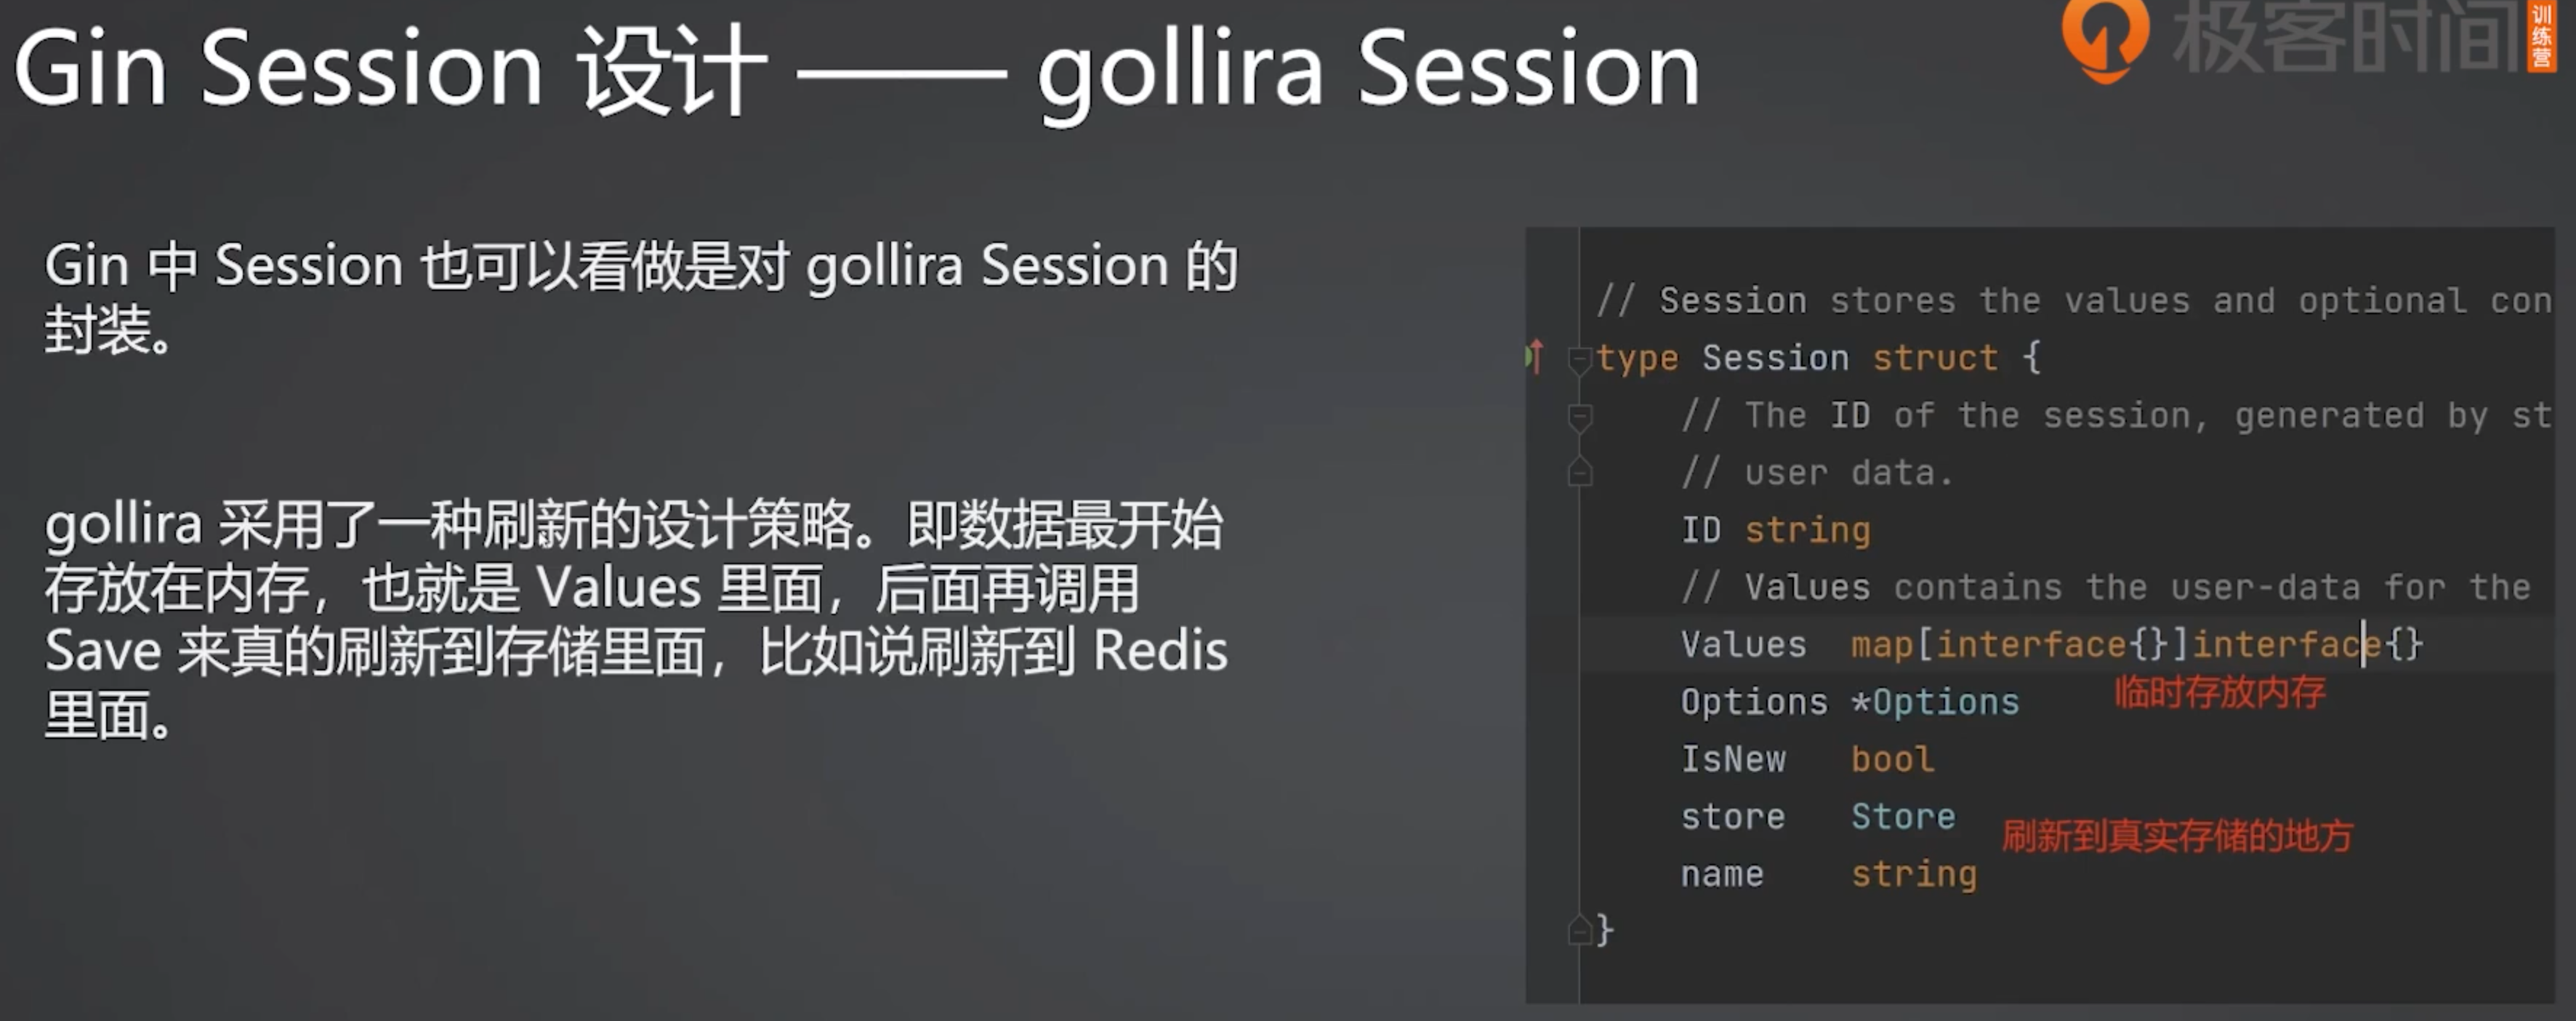 Gin Session 设计 —— gollira Session
极客时间
训练营
Gin 中 Session 也可以看做是对 gollira Session 的
封装。
gollira 采用了一种刷新的设计策略。即数据最开始
存放在内存，也就是 Values 里面，后面再调用
Save 来真的刷新到存储里面，比如说刷新到 Redis
里面。
// Session stores the values and optional con
type Session struct {
// The ID of the session, generated by st
// user data.
ID string
// Values contains the user-data for the
Values map[interface{}]interface{}
临时存放内存
Options *Options
IsNew bool
store Store
刷新到真实存储的地方
name string
}